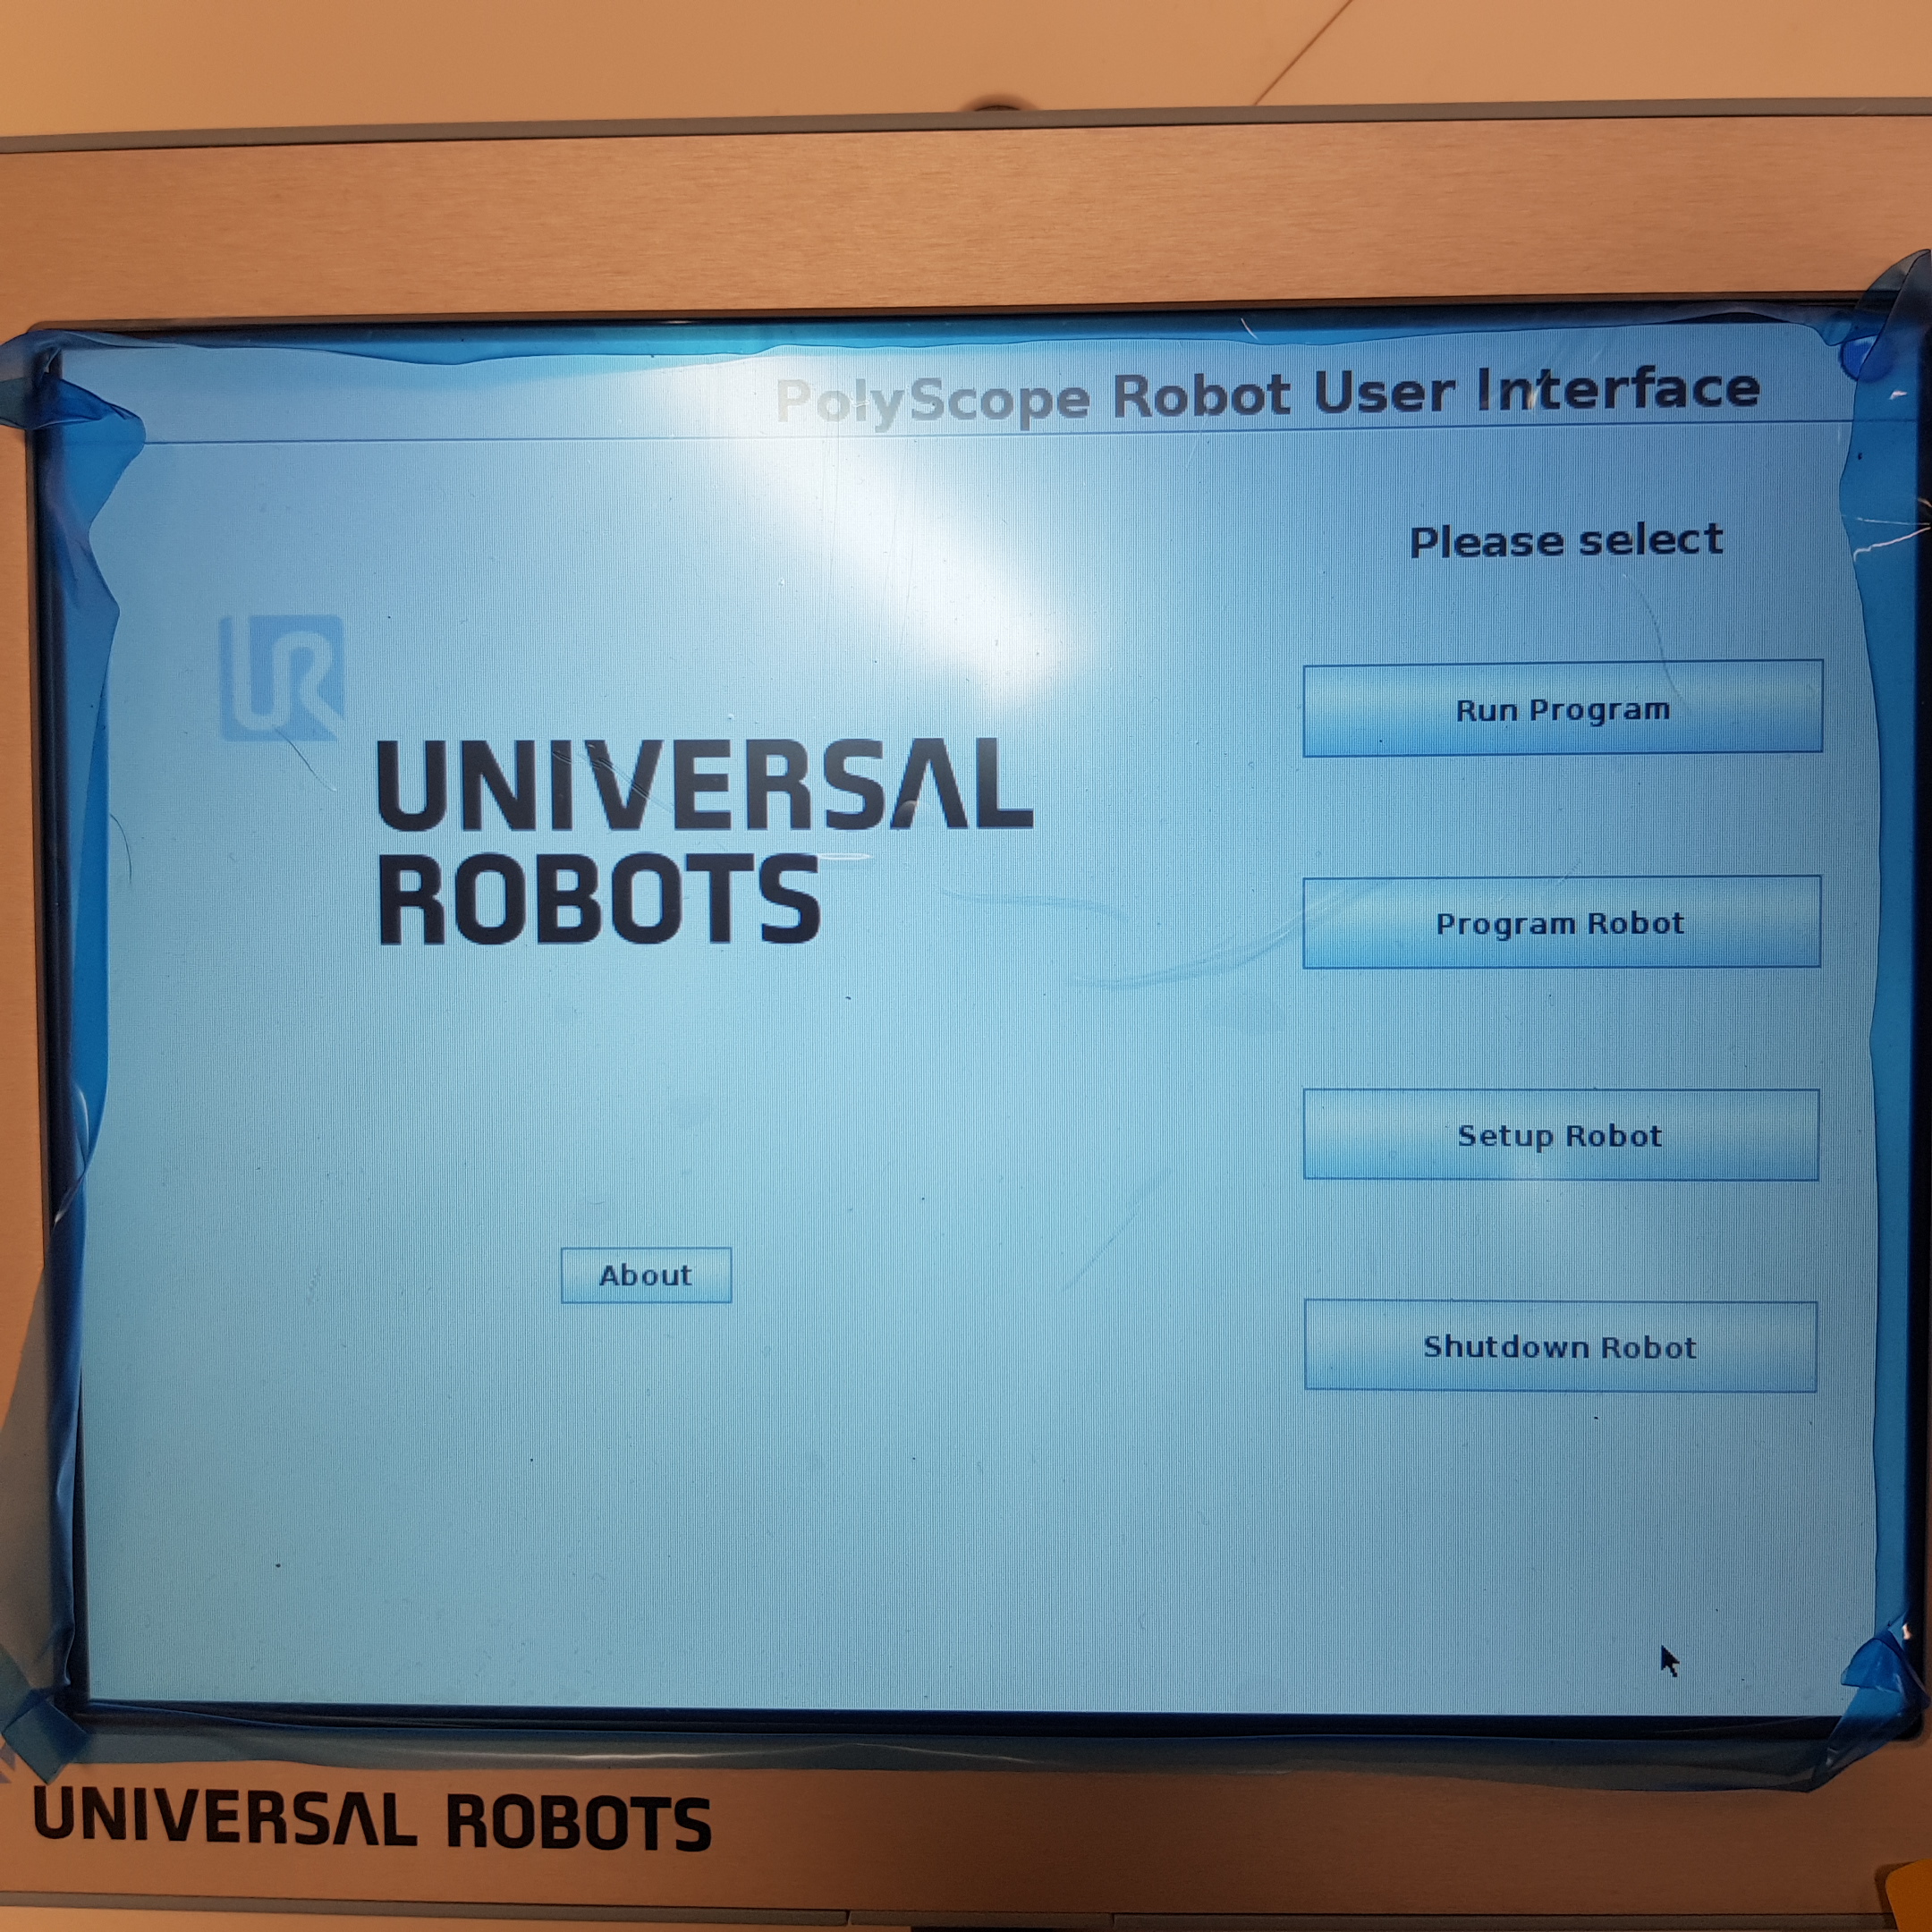 PolyScope Robot User Interface
UR
UNIVERSAL
ROBOTS
About
Please select
Run Program
Program Robot
Setup Robot
Shutdown Robot
UNIVERSAL ROBOTS